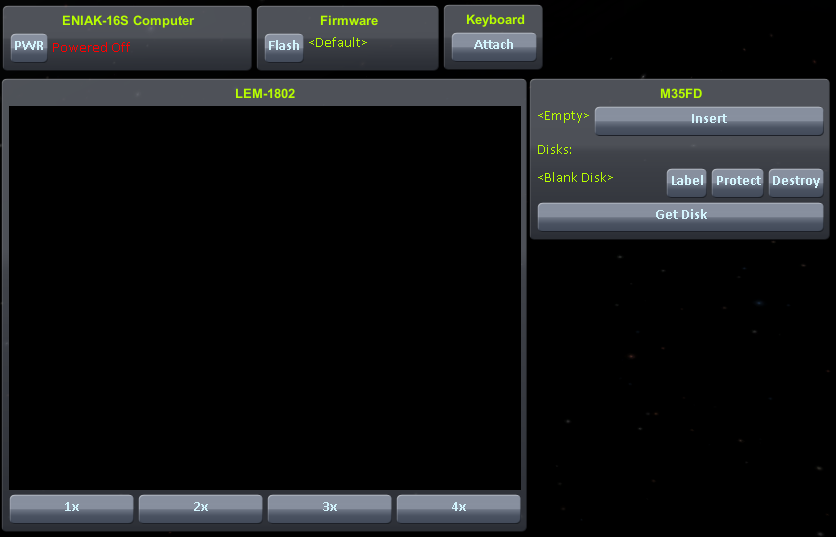 ENIAK-16S Computer
PWR Powered Off
Firmware
Flash <Default>
Keyboard
Attach
LEM-1802
1x 2x 3x 4x
M35FD
<Empty> Insert
Disks:
<Blank Disk> Label Protect Destroy
Get Disk